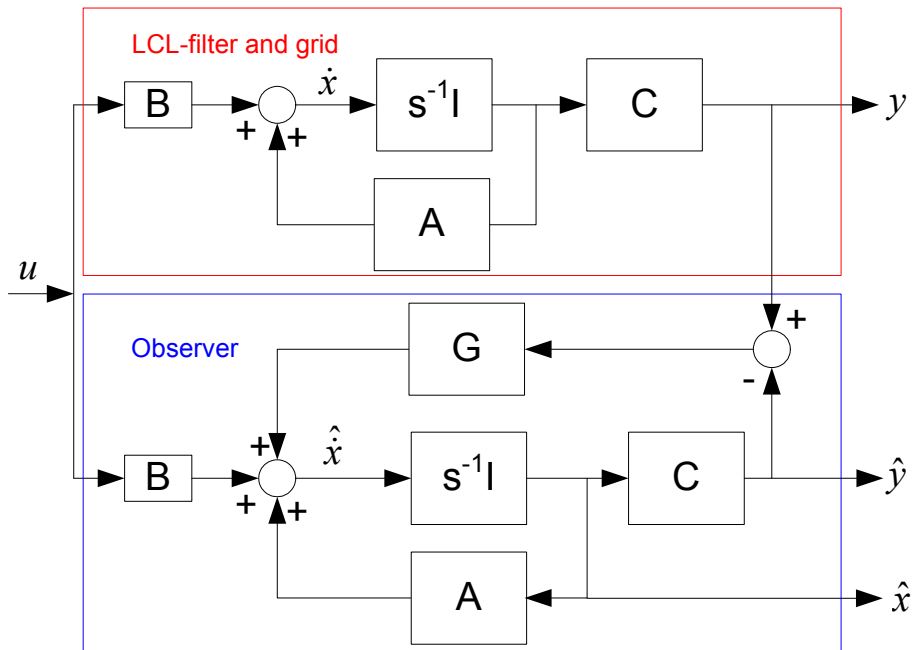 LCL-filter and grid
B
+
+
ẋ
s⁻¹I
C
y
A
u
Observer
G
+
-
B
+
+
+
x̂̇
s⁻¹I
C
ŷ
A
x̂